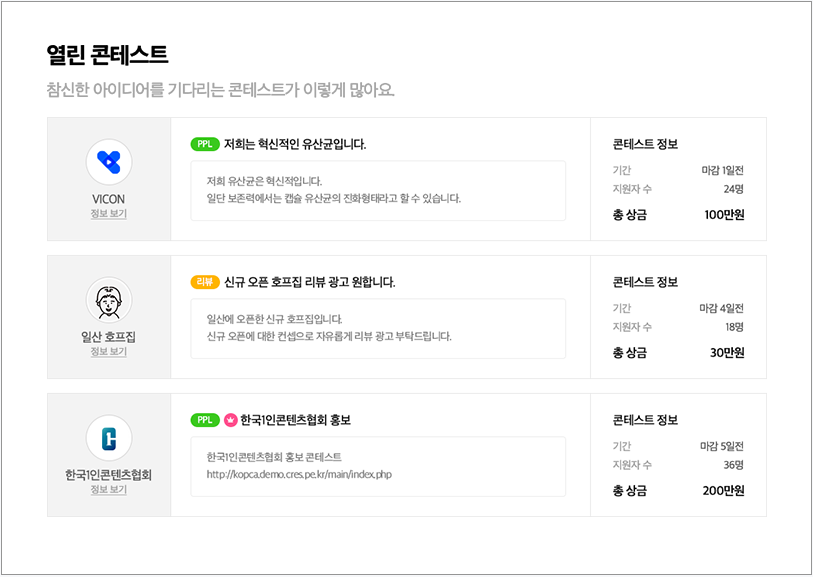 열린 콘테스트
참신한 아이디어를 기다리는 콘테스트가 이렇게 많아요.
VICON
정보 보기
PPL 저희는 혁신적인 유산균입니다.
저희 유산균은 혁신적입니다.
일단 보존력에서는 캡슐 유산균의 진화형태라고 할 수 있습니다.
콘테스트 정보
기간 마감 1일전
지원자 수 24명
총 상금 100만원
일산 호프집
정보 보기
리뷰 신규 오픈 호프집 리뷰 광고 원합니다.
일산에 오픈한 신규 호프집입니다.
신규 오픈에 대한 컨셉으로 자유롭게 리뷰 광고 부탁드립니다.
콘테스트 정보
기간 마감 4일전
지원자 수 18명
총 상금 30만원
한국1인콘텐츠협회
정보 보기
PPL 한국1인콘텐츠협회 홍보
한국1인콘텐츠협회 홍보 콘테스트
http://kopca.demo.cres.pe.kr/main/index.php
콘테스트 정보
기간 마감 5일전
지원자 수 36명
총 상금 200만원